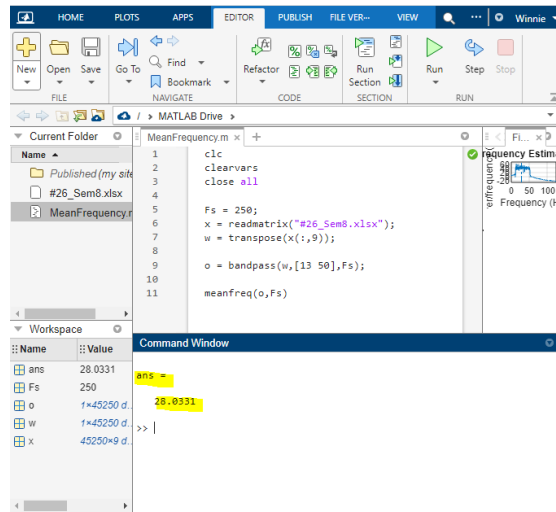 HOME PLOTS APPS EDITOR PUBLISH FILE VER··· VIEW ··· Winnie
New Open Save Go To Find Bookmark Refactor Run Section Run Step Stop
FILE NAVIGATE CODE SECTION RUN
/ > MATLAB Drive >
Current Folder
Name
Published (my site
#26_Sem8.xlsx
MeanFrequency.m
MeanFrequency.m × +
1 clc
2 clearvars
3 close all
4
5 Fs = 250;
6 x = readmatrix("#26_Sem8.xlsx");
7 w = transpose(x(:,9));
8
9 o = bandpass(w,[13 50],Fs);
10
11 meanfreq(o,Fs)
Fi... ×
requency Estima
er/frequency
0 50 100
Frequency (H
Workspace
Name Value
ans 28.0331
Fs 250
o 1×45250 d...
w 1×45250 d...
x 45250×9 d...
Command Window
ans =
28.0331
>>